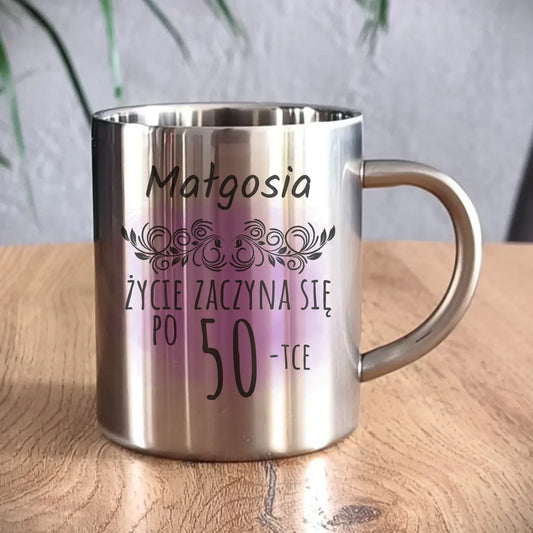 Małgosia
ŻYCIE ZACZYNA SIĘ
PO 50 -TCE